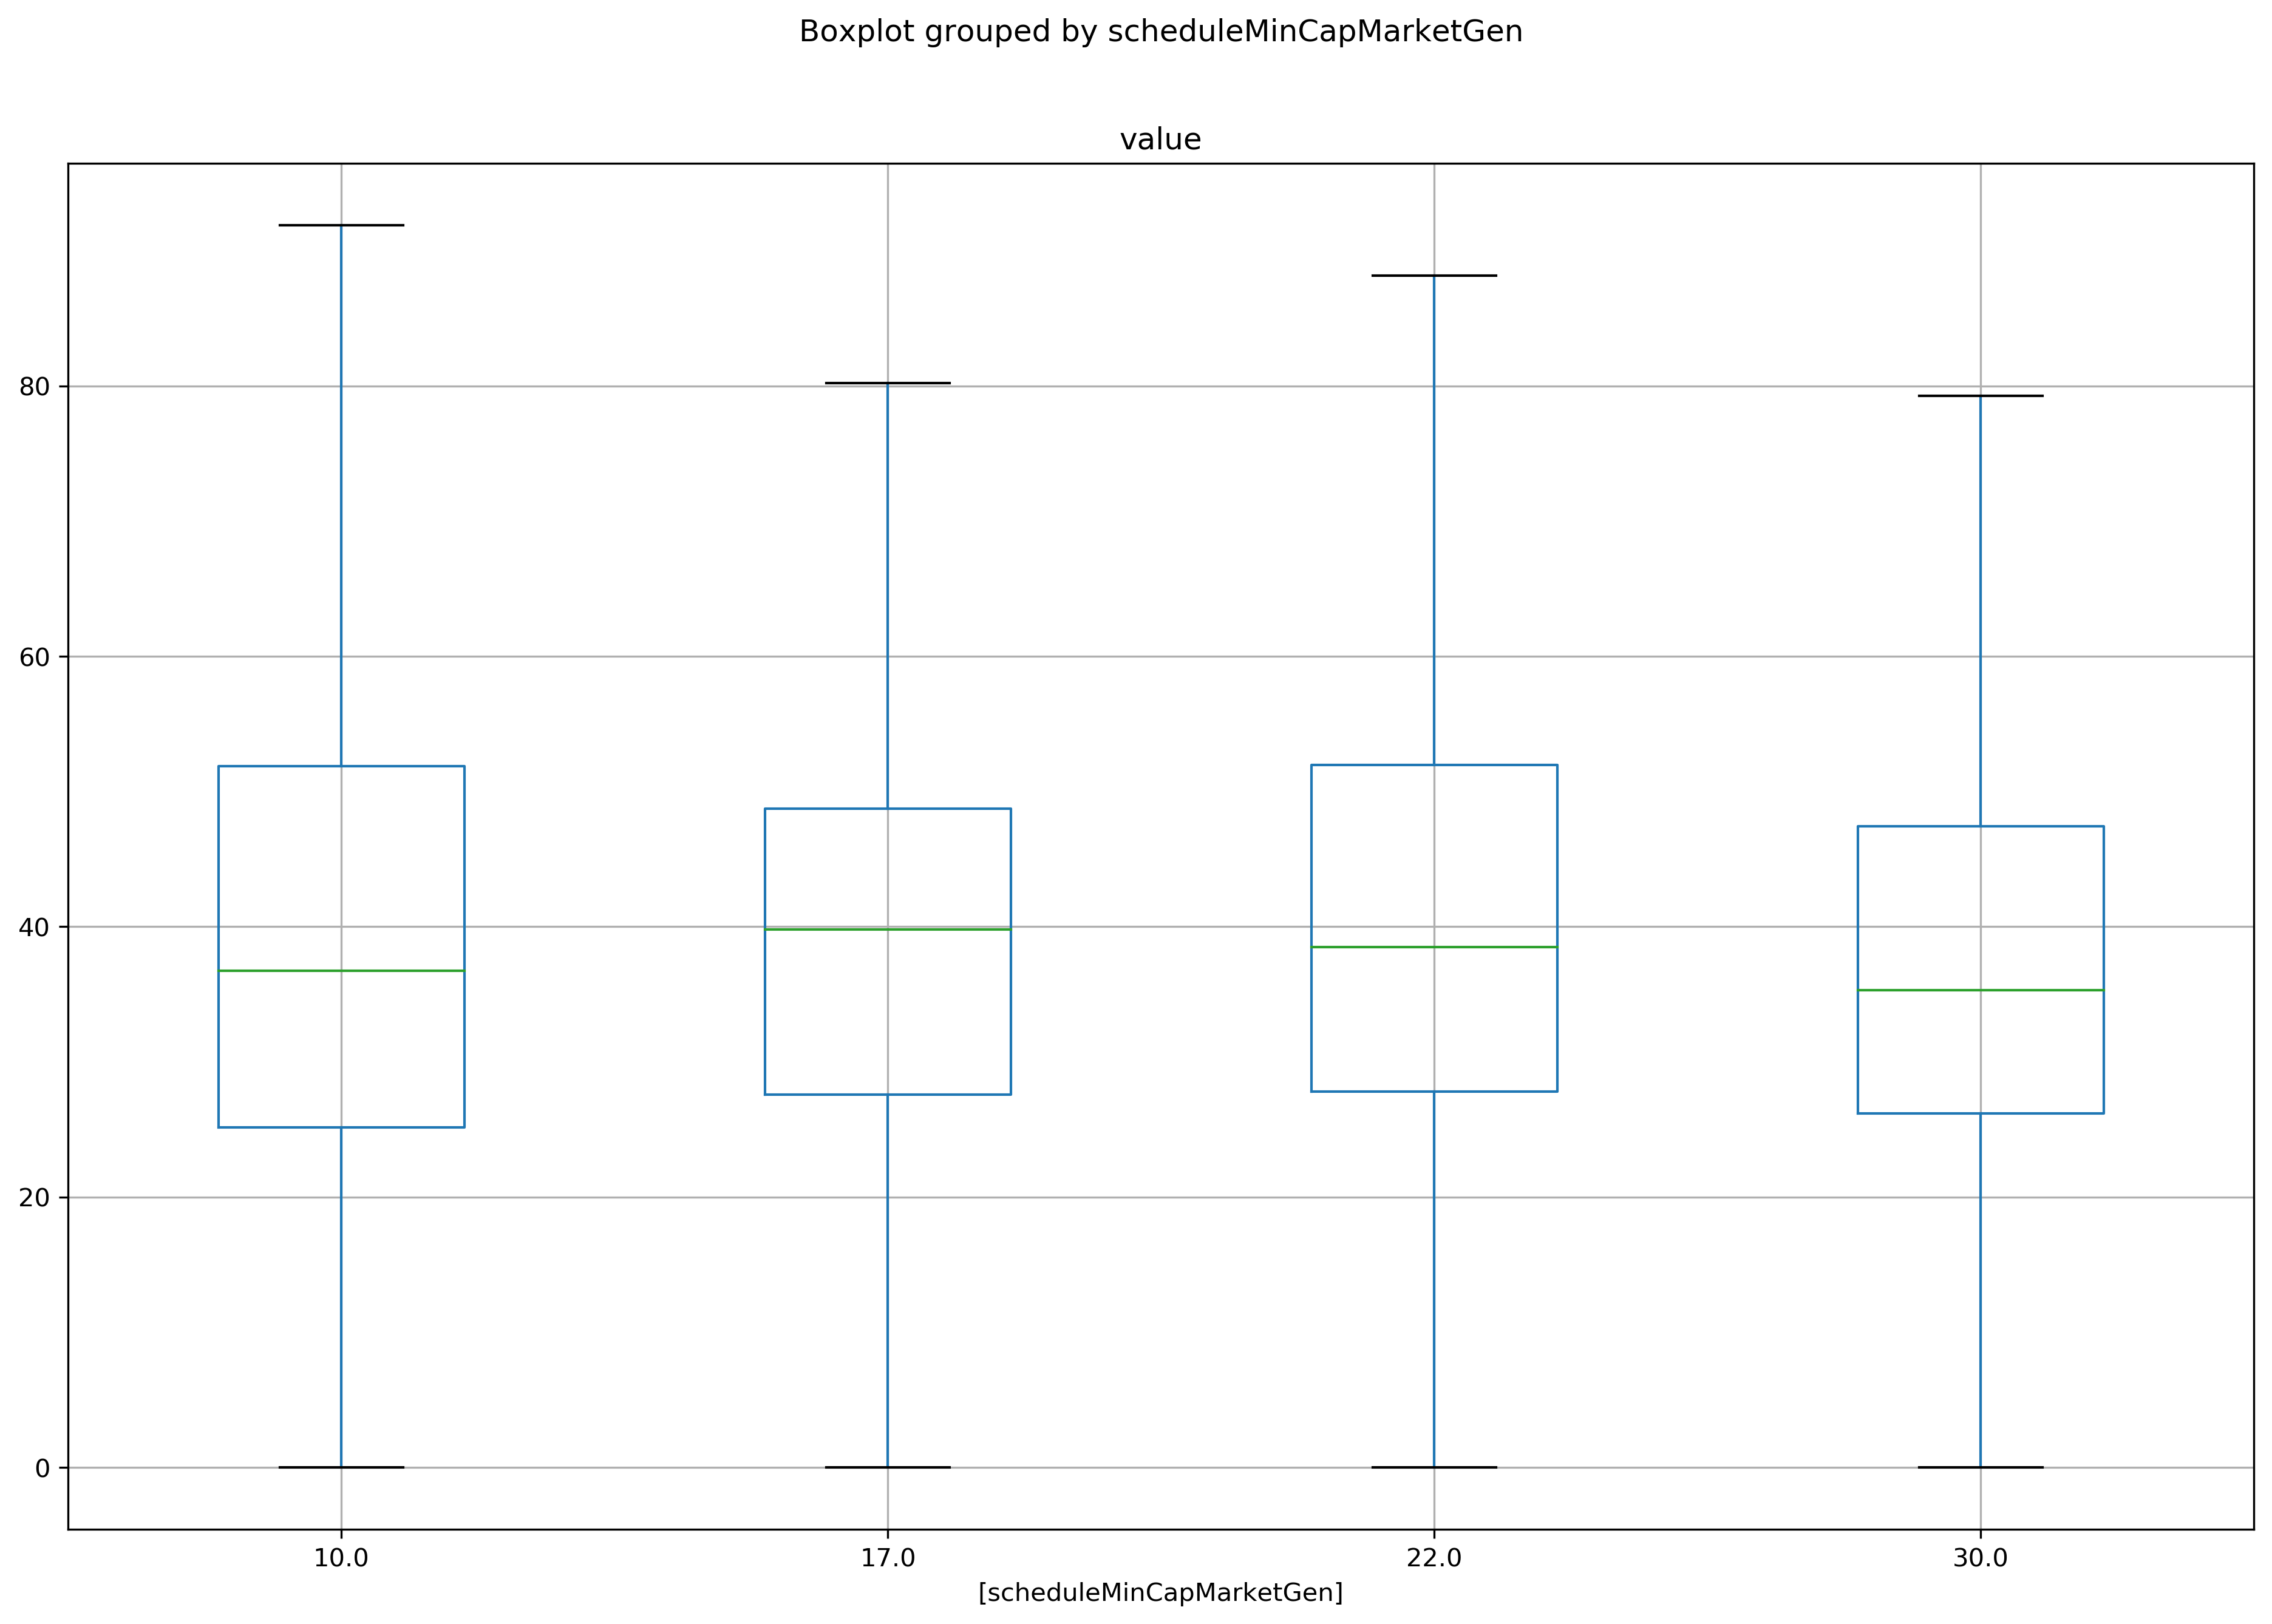 Boxplot grouped by scheduleMinCapMarketGen
value
80
60
40
20
0
10.0 17.0 22.0 30.0
[scheduleMinCapMarketGen]